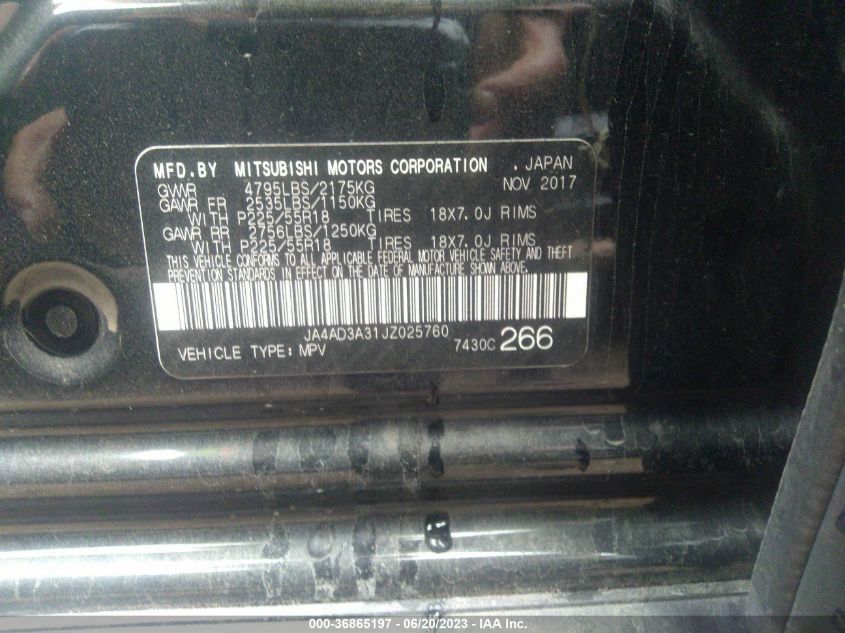 MFD.BY MITSUBISHI MOTORS CORPORATION . JAPAN
GVWR 4795LBS/2175KG NOV 2017
GAWR FR 2535LBS/1150KG
WITH P225/55R18 TIRES 18X7.0J RIMS
GAWR RR 2756LBS/1250KG
WITH P225/55R18 TIRES 18X7.0J RIMS
THIS VEHICLE CONFORMS TO ALL APPLICABLE FEDERAL MOTOR VEHICLE SAFETY AND THEFT
PREVENTION STANDARDS IN EFFECT ON THE DATE OF MANUFACTURE SHOWN ABOVE.
JA4AD3A31JZ025760
VEHICLE TYPE: MPV 7430C 266
000-36865197 - 06/20/2023 - IAA Inc.